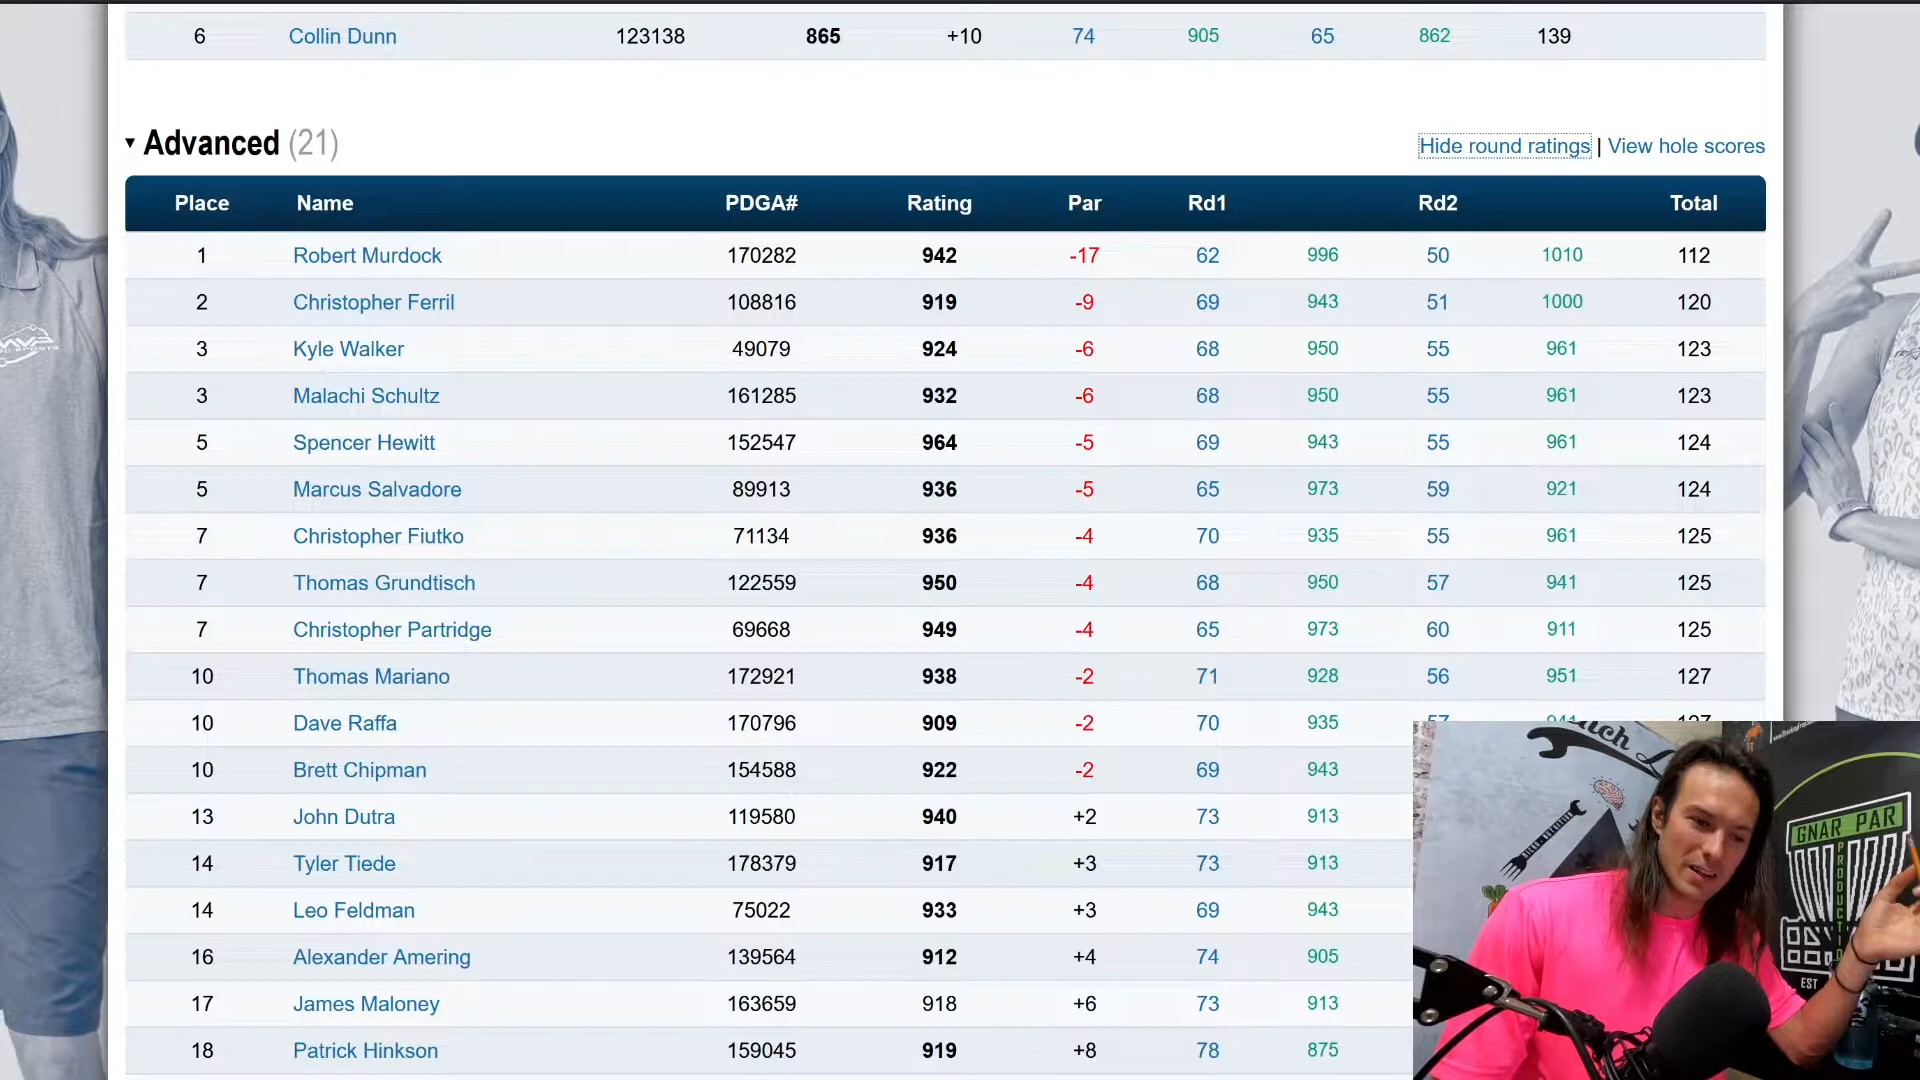 6 Collin Dunn 123138 865 +10 74 905 65 862 139
Advanced (21) Hide round ratings | View hole scores
Place Name PDGA# Rating Par Rd1 Rd2 Total
1 Robert Murdock 170282 942 -17 62 996 50 1010 112
2 Christopher Ferril 108816 919 -9 69 943 51 1000 120
3 Kyle Walker 49079 924 -6 68 950 55 961 123
3 Malachi Schultz 161285 932 -6 68 950 55 961 123
5 Spencer Hewitt 152547 964 -5 69 943 55 961 124
5 Marcus Salvadore 89913 936 -5 65 973 59 921 124
7 Christopher Fiutko 71134 936 -4 70 935 55 961 125
7 Thomas Grundtisch 122559 950 -4 68 950 57 941 125
7 Christopher Partridge 69668 949 -4 65 973 60 911 125
10 Thomas Mariano 172921 938 -2 71 928 56 951 127
10 Dave Raffa 170796 909 -2 70 935 57 941 127
10 Brett Chipman 154588 922 -2 69 943
13 John Dutra 119580 940 +2 73 913
14 Tyler Tiede 178379 917 +3 73 913
14 Leo Feldman 75022 933 +3 69 943
16 Alexander Amering 139564 912 +4 74 905
17 James Maloney 163659 918 +6 73 913
18 Patrick Hinkson 159045 919 +8 78 875
GNAR PAR
EST